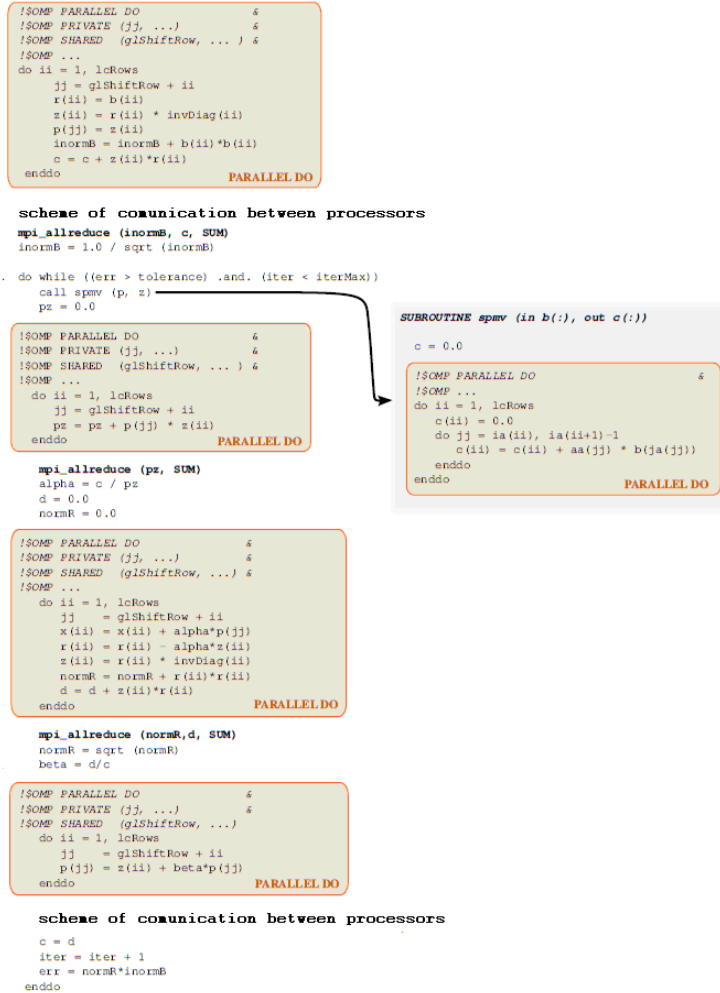 !$OMP PARALLEL DO &
!$OMP PRIVATE (jj, ...) &
!$OMP SHARED (glShiftRow, ... ) &
!$OMP ...
do ii = 1, lcRows
jj = glShiftRow + ii
r(ii) = b(ii)
z(ii) = r(ii) * invDiag(ii)
p(jj) = z(ii)
inormB = inormB + b(ii)*b(ii)
c = c + z(ii)*r(ii)
enddo
PARALLEL DO
scheme of comunication between processors
mpi_allreduce (inormB, c, SUM)
inormB = 1.0 / sqrt (inormB)
. do while ((err > tolerance) .and. (iter < iterMax))
call spmv (p, z)
pz = 0.0
!$OMP PARALLEL DO &
!$OMP PRIVATE (jj, ...) &
!$OMP SHARED (glShiftRow, ... ) &
!$OMP ...
do ii = 1, lcRows
jj = glShiftRow + ii
pz = pz + p(jj) * z(ii)
enddo
PARALLEL DO
SUBROUTINE spmv (in b(:), out c(:))
c = 0.0
!$OMP PARALLEL DO &
!$OMP ...
do ii = 1, lcRows
c(ii) = 0.0
do jj = ia(ii), ia(ii+1)-1
c(ii) = c(ii) + aa(jj) * b(ja(jj))
enddo
enddo
PARALLEL DO
mpi_allreduce (pz, SUM)
alpha = c / pz
d = 0.0
normR = 0.0
!$OMP PARALLEL DO &
!$OMP PRIVATE (jj, ...) &
!$OMP SHARED (glShiftRow, ...) &
!$OMP ...
do ii = 1, lcRows
jj = glShiftRow + ii
x(ii) = x(ii) + alpha*p(jj)
r(ii) = r(ii) - alpha*z(ii)
z(ii) = r(ii) * invDiag(ii)
normR = normR + r(ii)*r(ii)
d = d + z(ii)*r(ii)
enddo
PARALLEL DO
mpi_allreduce (normR,d, SUM)
normR = sqrt (normR)
beta = d/c
!$OMP PARALLEL DO &
!$OMP PRIVATE (jj, ...) &
!$OMP SHARED (glShiftRow, ...)
do ii = 1, lcRows
jj = glShiftRow + ii
p(jj) = z(ii) + beta*p(jj)
enddo
PARALLEL DO
scheme of comunication between processors
c = d
iter = iter + 1
err = normR*inormB
enddo